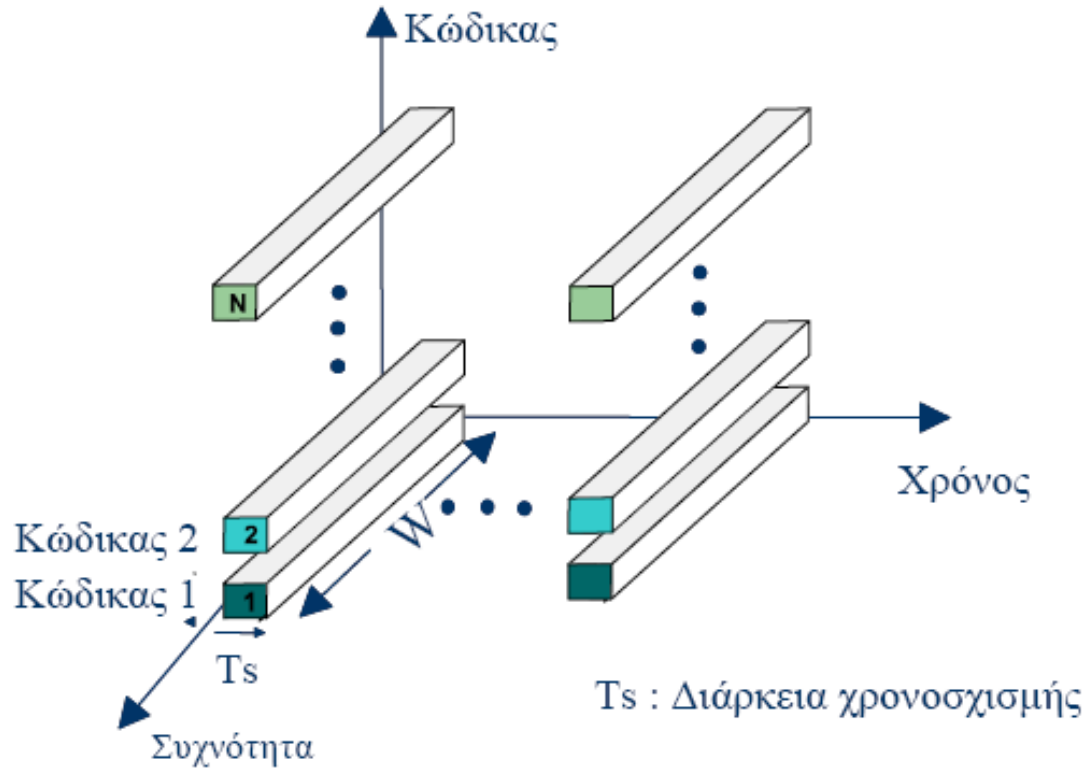 Κώδικας
N
Κώδικας 2
2
Κώδικας 1
1
W
Χρόνος
Ts
Ts : Διάρκεια χρονοσχισμής
Συχνότητα